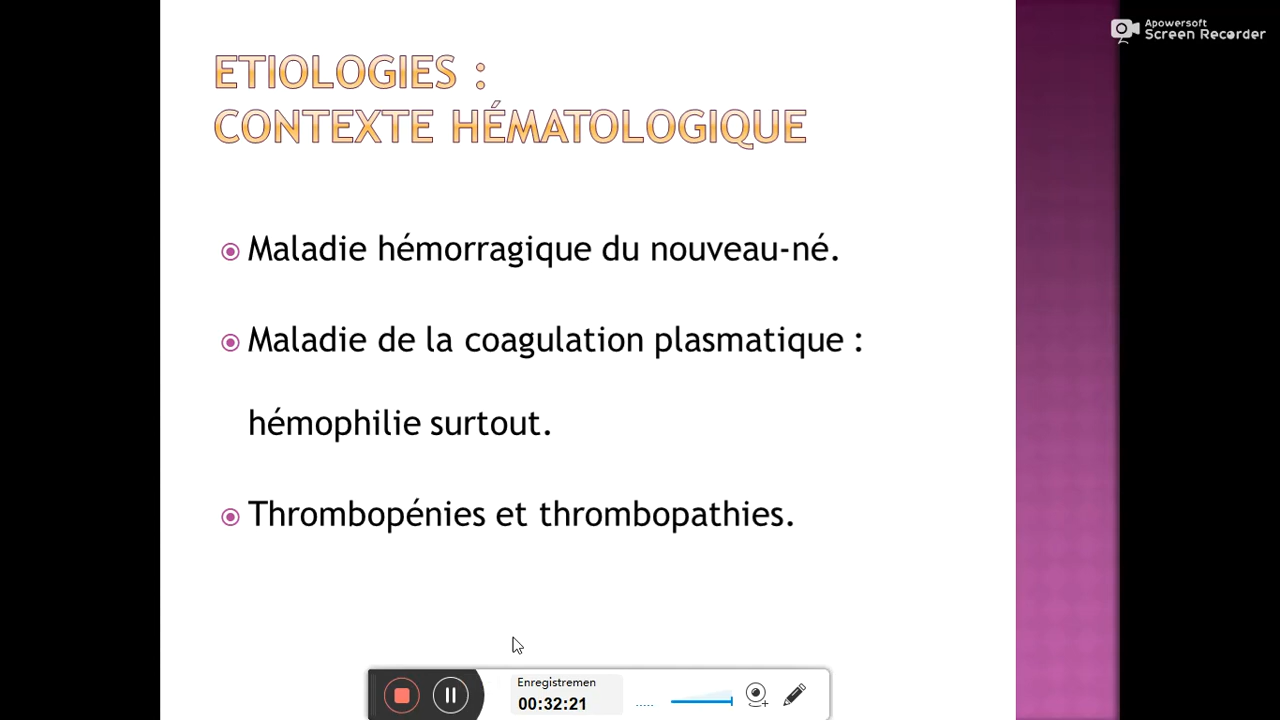 Apowersoft
Screen Recorder
ETIOLOGIES :
CONTEXTE HÉMATOLOGIQUE
Maladie hémorragique du nouveau-né.
Maladie de la coagulation plasmatique :
hémophilie surtout.
Thrombopénies et thrombopathies.
Enregistremen
00:32:21